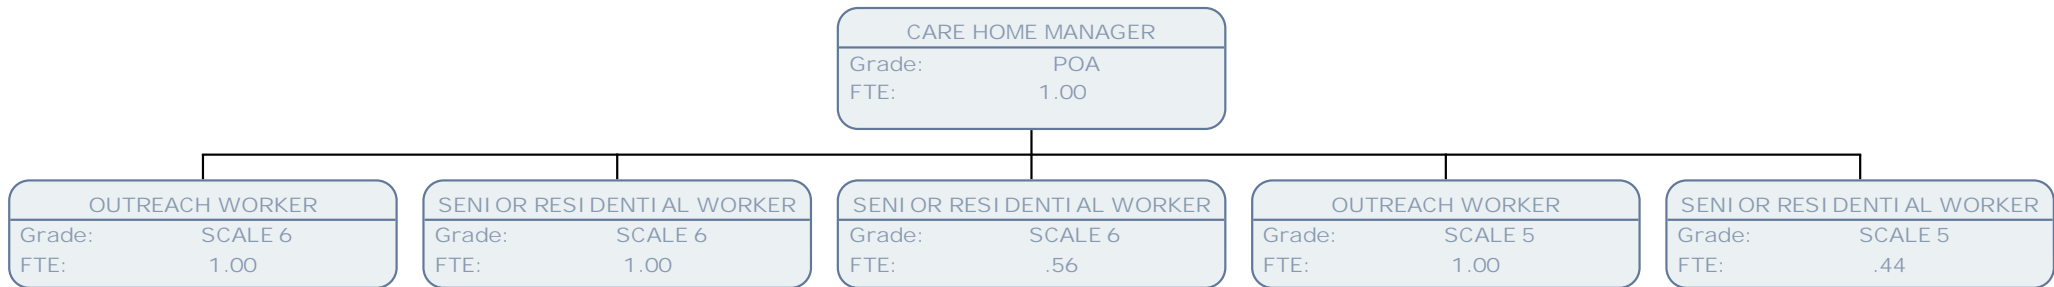 CARE HOME MANAGER
Grade: POA
FTE: 1.00
OUTREACH WORKER
Grade: SCALE 6
FTE: 1.00
SENIOR RESIDENTIAL WORKER
Grade: SCALE 6
FTE: 1.00
SENIOR RESIDENTIAL WORKER
Grade: SCALE 6
FTE: .56
OUTREACH WORKER
Grade: SCALE 5
FTE: 1.00
SENIOR RESIDENTIAL WORKER
Grade: SCALE 5
FTE: .44